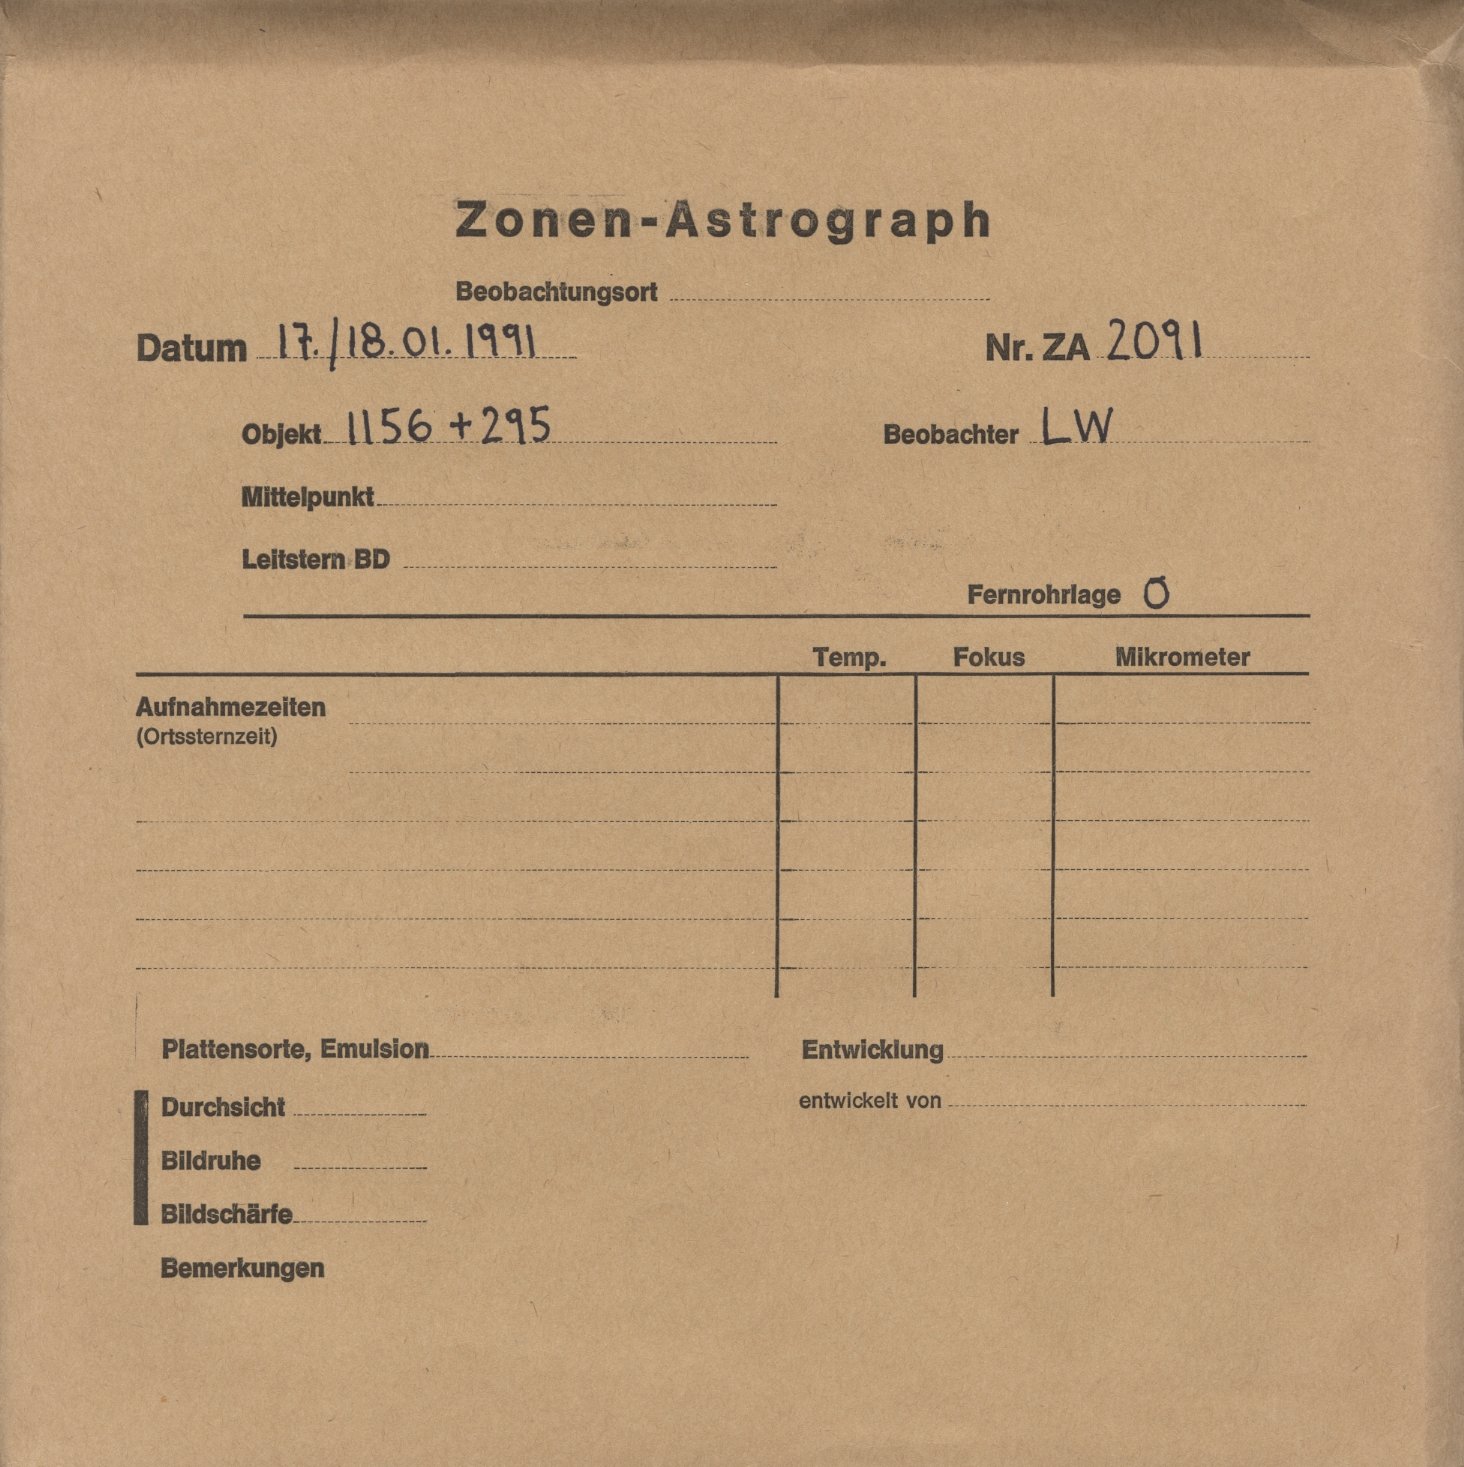 Zonen-Astrograph
Beobachtungsort
Datum 17./18.01.1991 Nr. ZA 2091
Objekt 1156+295 Beobachter LW
Mittelpunkt
Leitstern BD
Fernrohrlage O
Temp. Fokus Mikrometer
Aufnahmezeiten
(Ortssternzeit)
Plattensorte, Emulsion Entwicklung
Durchsicht entwickelt von
Bildruhe
Bildschärfe
Bemerkungen